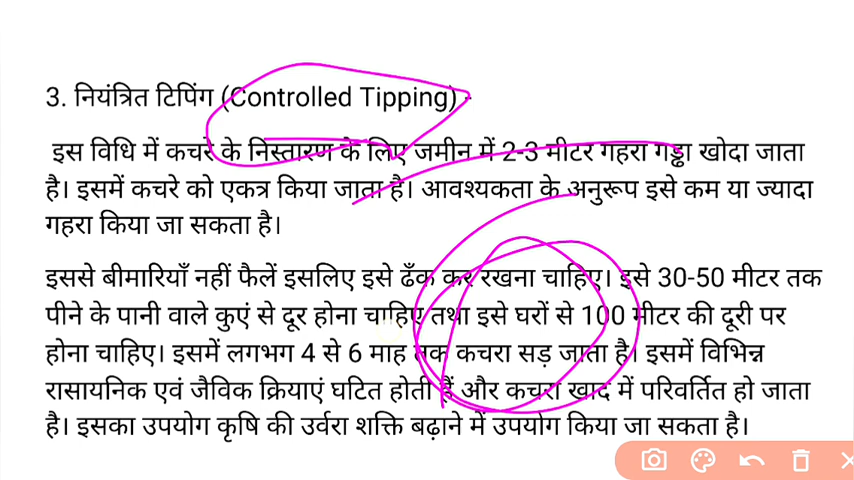 3. नियंत्रित टिपिंग (Controlled Tipping) -
इस विधि में कचरे के निस्तारण के लिए जमीन में 2-3 मीटर गहरा गड्ढा खोदा जाता
है। इसमें कचरे को एकत्र किया जाता है। आवश्यकता के अनुरूप इसे कम या ज्यादा
गहरा किया जा सकता है।
इससे बीमारियाँ नहीं फैलें इसलिए इसे ढँक कर रखना चाहिए। इसे 30-50 मीटर तक
पीने के पानी वाले कुएं से दूर होना चाहिए तथा इसे घरों से 100 मीटर की दूरी पर
होना चाहिए। इसमें लगभग 4 से 6 माह तक कचरा सड़ जाता है। इसमें विभिन्न
रासायनिक एवं जैविक क्रियाएं घटित होती हैं और कचरा खाद में परिवर्तित हो जाता
है। इसका उपयोग कृषि की उर्वरा शक्ति बढ़ाने में उपयोग किया जा सकता है।